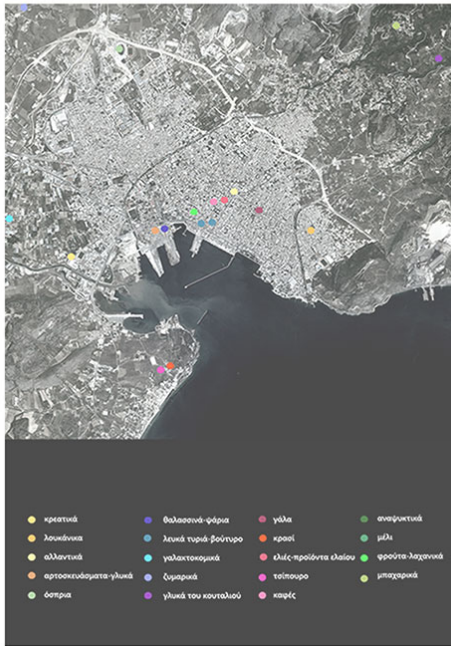 κρεατικά
λουκάνικα
αλλαντικά
αρτοσκευάσματα-γλυκά
όσπρια
θαλασσινά-ψάρια
λευκά τυριά-βούτυρο
γαλακτοκομικά
ζυμαρικά
γλυκά του κουταλιού
γάλα
κρασί
ελιές-προϊόντα ελαίου
τσίπουρο
καφές
αναψυκτικά
μέλι
φρούτα-λαχανικά
μπαχαρικά